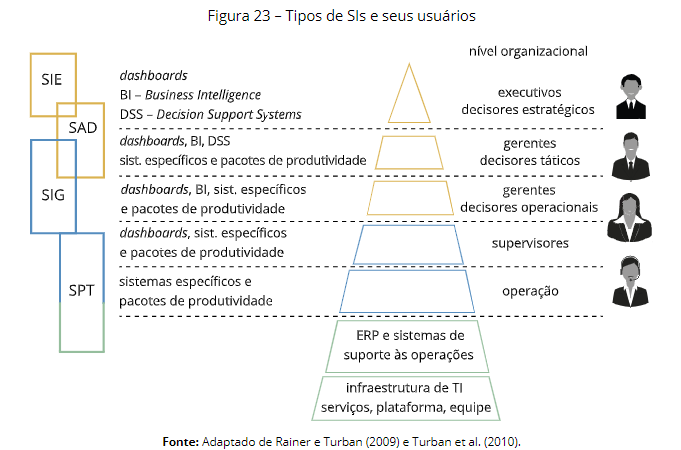 Figura 23 – Tipos de SIs e seus usuários
nível organizacional
SIE
dashboards
BI – Business Intelligence
DSS – Decision Support Systems
executivos
decisores estratégicos
SAD
dashboards, BI, DSS
sist. específicos e pacotes de produtividade
gerentes
decisores táticos
SIG
dashboards, BI, sist. específicos
e pacotes de produtividade
gerentes
decisores operacionais
dashboards, sist. específicos
e pacotes de produtividade
supervisores
SPT
sistemas específicos e
pacotes de produtividade
operação
ERP e sistemas de
suporte às operações
infraestrutura de TI
serviços, plataforma, equipe
Fonte: Adaptado de Rainer e Turban (2009) e Turban et al. (2010).